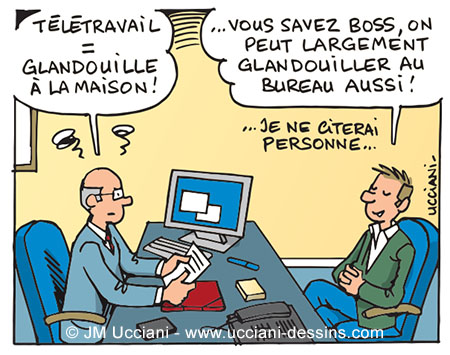 TÉLÉTRAVAIL
=
GLANDOUILLE
À LA MAISON !
...VOUS SAVEZ BOSS, ON
PEUT LARGEMENT
GLANDOUILLER AU
BUREAU AUSSI !
...JE NE CITERAI
PERSONNE...
UCCIANI-
© JM Ucciani - www.ucciani-dessins.com